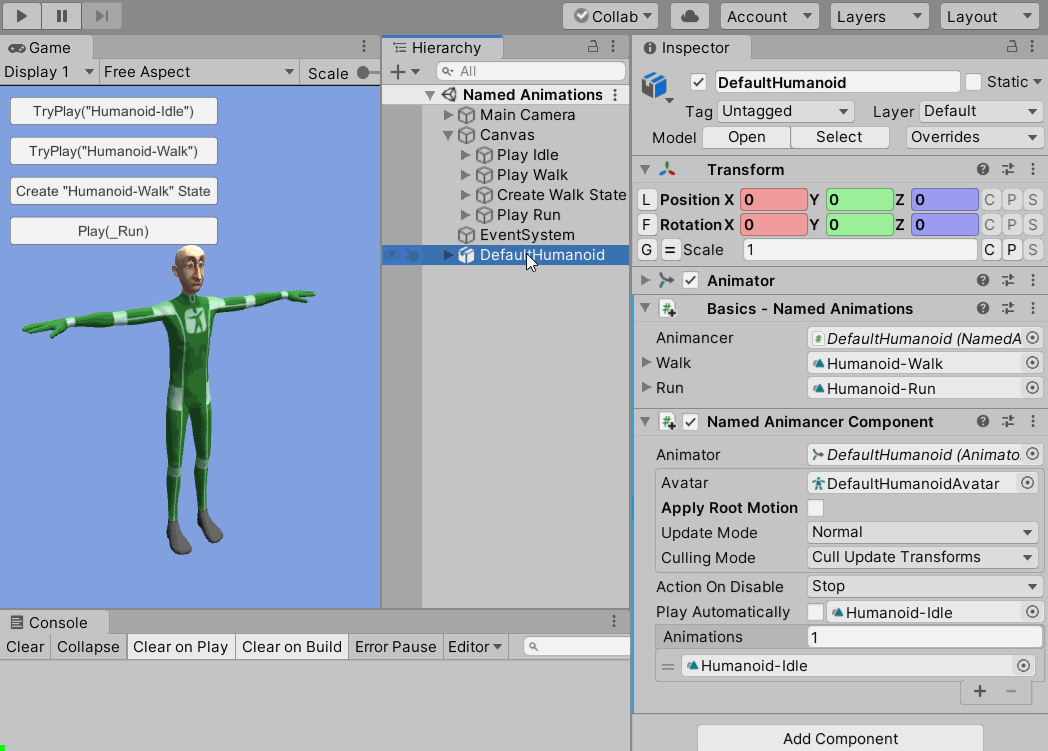 Collab
Account
Layers
Layout
Game
Display 1
Free Aspect
Scale
TryPlay("Humanoid-Idle")
TryPlay("Humanoid-Walk")
Create "Humanoid-Walk" State
Play(_Run)
Hierarchy
All
Named Animations
Main Camera
Canvas
Play Idle
Play Walk
Create Walk State
Play Run
EventSystem
DefaultHumanoid
Console
Clear
Collapse
Clear on Play
Clear on Build
Error Pause
Editor
Inspector
DefaultHumanoid
Static
Tag Untagged
Layer Default
Model Open Select Overrides
Transform
L Position X 0 Y 0 Z 0 C P S
F Rotation X 0 Y 0 Z 0 C P S
G = Scale 1 C P S
Animator
Basics - Named Animations
Animancer DefaultHumanoid (NamedA
Walk Humanoid-Walk
Run Humanoid-Run
Named Animancer Component
Animator DefaultHumanoid (Animato
Avatar DefaultHumanoidAvatar
Apply Root Motion
Update Mode Normal
Culling Mode Cull Update Transforms
Action On Disable Stop
Play Automatically Humanoid-Idle
Animations 1
= Humanoid-Idle
+ −
Add Component